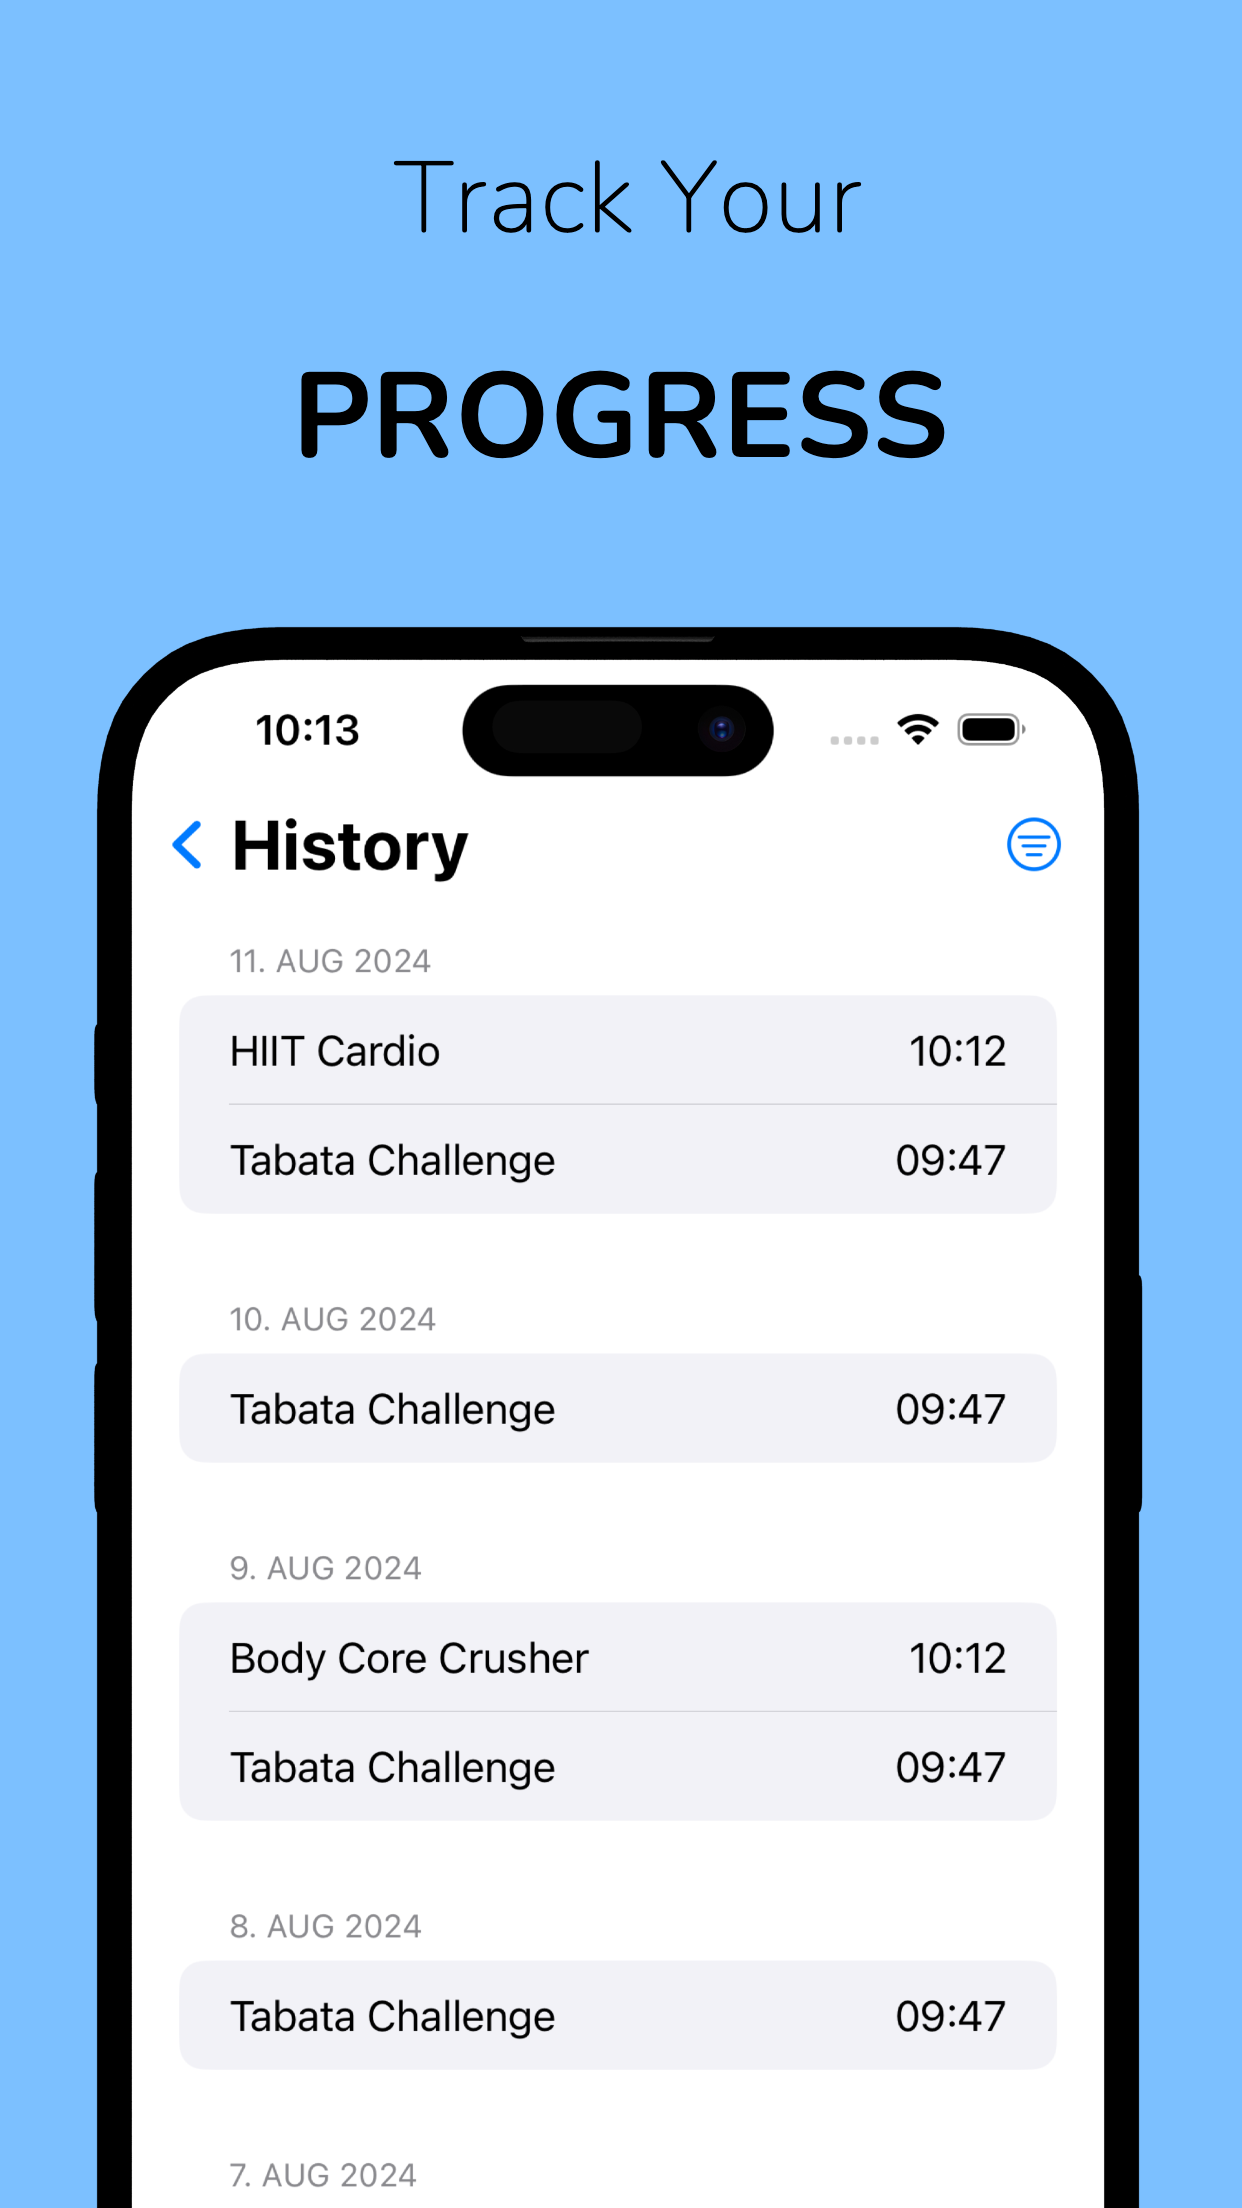 Track Your
PROGRESS
10:13
History
11. AUG 2024
HIIT Cardio 10:12
Tabata Challenge 09:47
10. AUG 2024
Tabata Challenge 09:47
9. AUG 2024
Body Core Crusher 10:12
Tabata Challenge 09:47
8. AUG 2024
Tabata Challenge 09:47
7. AUG 2024